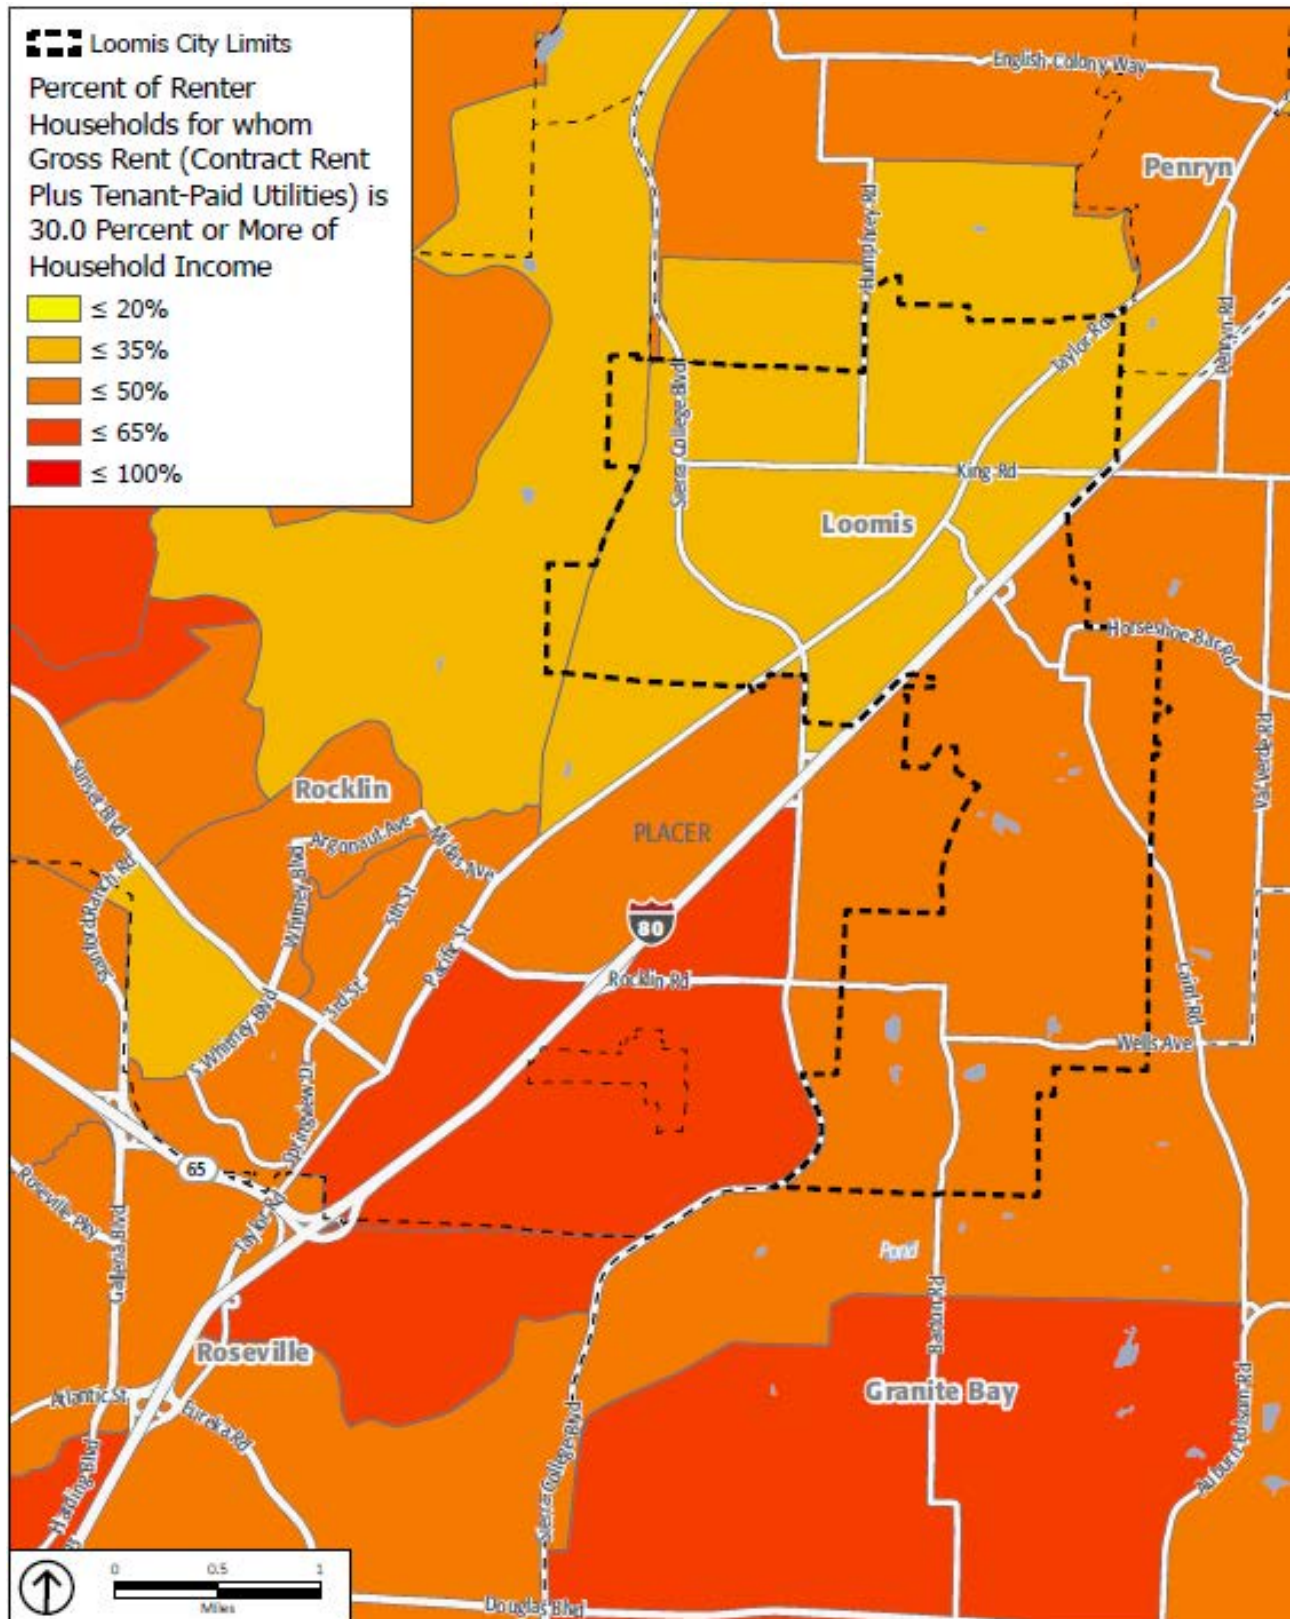 Loomis City Limits
Percent of Renter
Households for whom
Gross Rent (Contract Rent
Plus Tenant-Paid Utilities) is
30.0 Percent or More of
Household Income
≤ 20%
≤ 35%
≤ 50%
≤ 65%
≤ 100%
English Colony Way
Penryn
Humphrey Rd
Taylor Rd
Penryn Rd
Sierra College Blvd
King Rd
Loomis
Horseshoe Bar Rd
Val Verde Rd
Rocklin
Sunset Blvd
Argonaut Ave
Midas Ave
PLACER
Whitney Blvd
5th St
Pacific St
80
Rocklin Rd
3rd St
Laird Rd
S Whitney Blvd
Wells Ave
Springview Dr
65
Roseville Pky
Galleria Blvd
Taylor Rd
Pond
Barton Rd
Roseville
Granite Bay
Atlantic St
Eureka Rd
Harding Blvd
Sierra College Blvd
Auburn Folsom Rd
Douglas Blvd
0 0.5 1
Miles